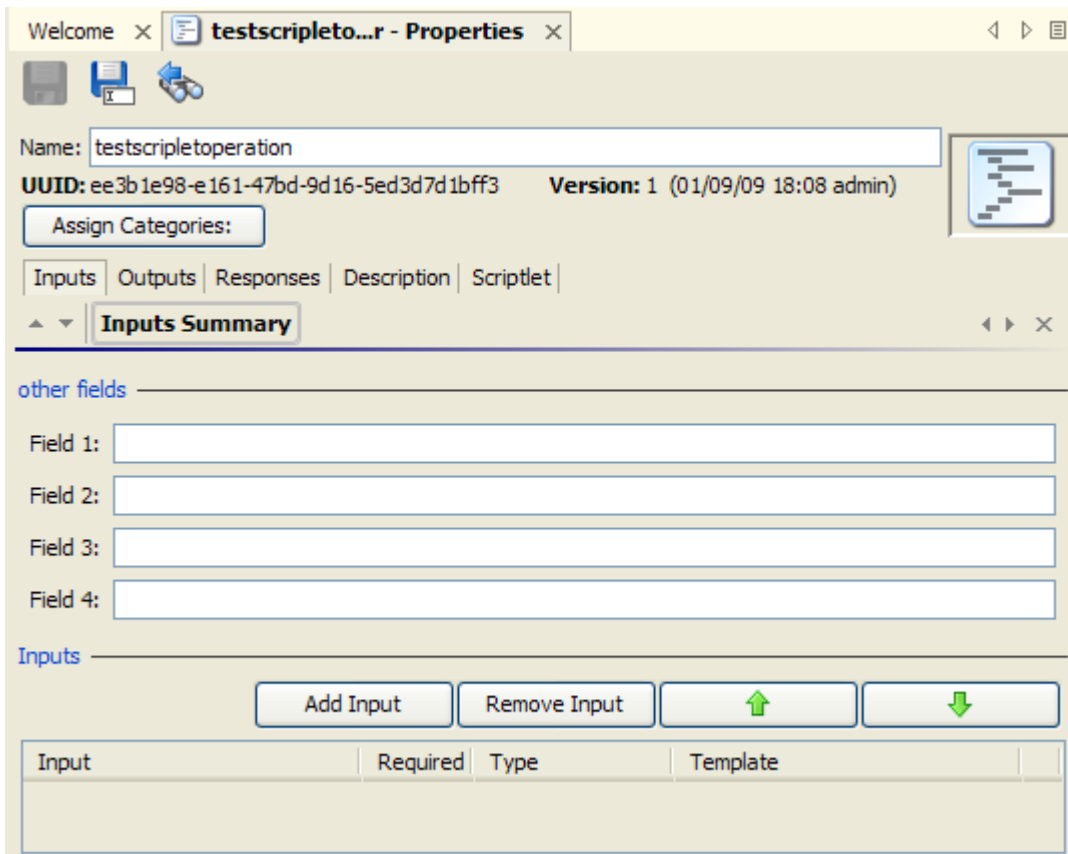 Welcome testscripleto...r - Properties
Name: testscripletoperation
UUID: ee3b1e98-e161-47bd-9d16-5ed3d7d1bff3 Version: 1 (01/09/09 18:08 admin)
Assign Categories:
Inputs Outputs Responses Description Scriptlet
Inputs Summary
other fields
Field 1:
Field 2:
Field 3:
Field 4:
Inputs
Add Input Remove Input
Input Required Type Template